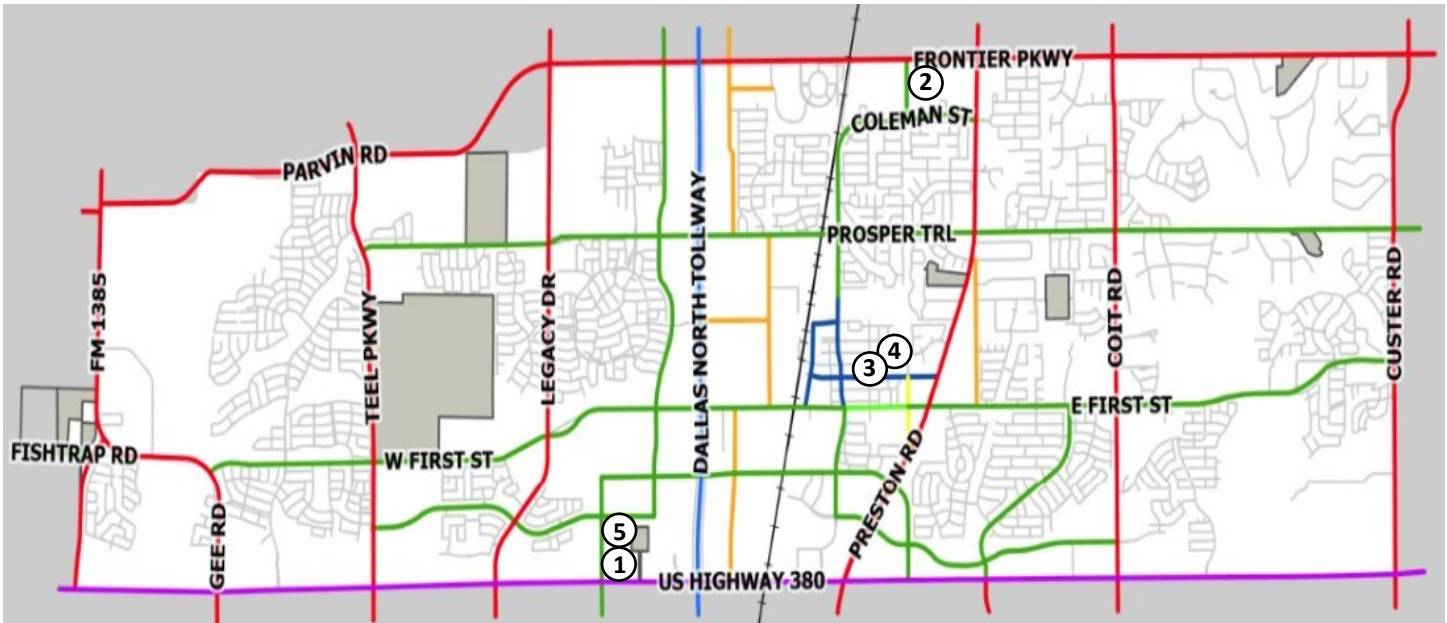 FRONTIER PKWY
2
COLEMAN ST
PARVIN RD
PROSPER TRL
FM 1385
TEEL PKWY
LEGACY DR
DALLAS NORTH TOLLWAY
COIT RD
CUSTER RD
4
3
E FIRST ST
FISHTRAP RD
W FIRST ST
PRESTON RD
GEE RD
5
1
US HIGHWAY 380